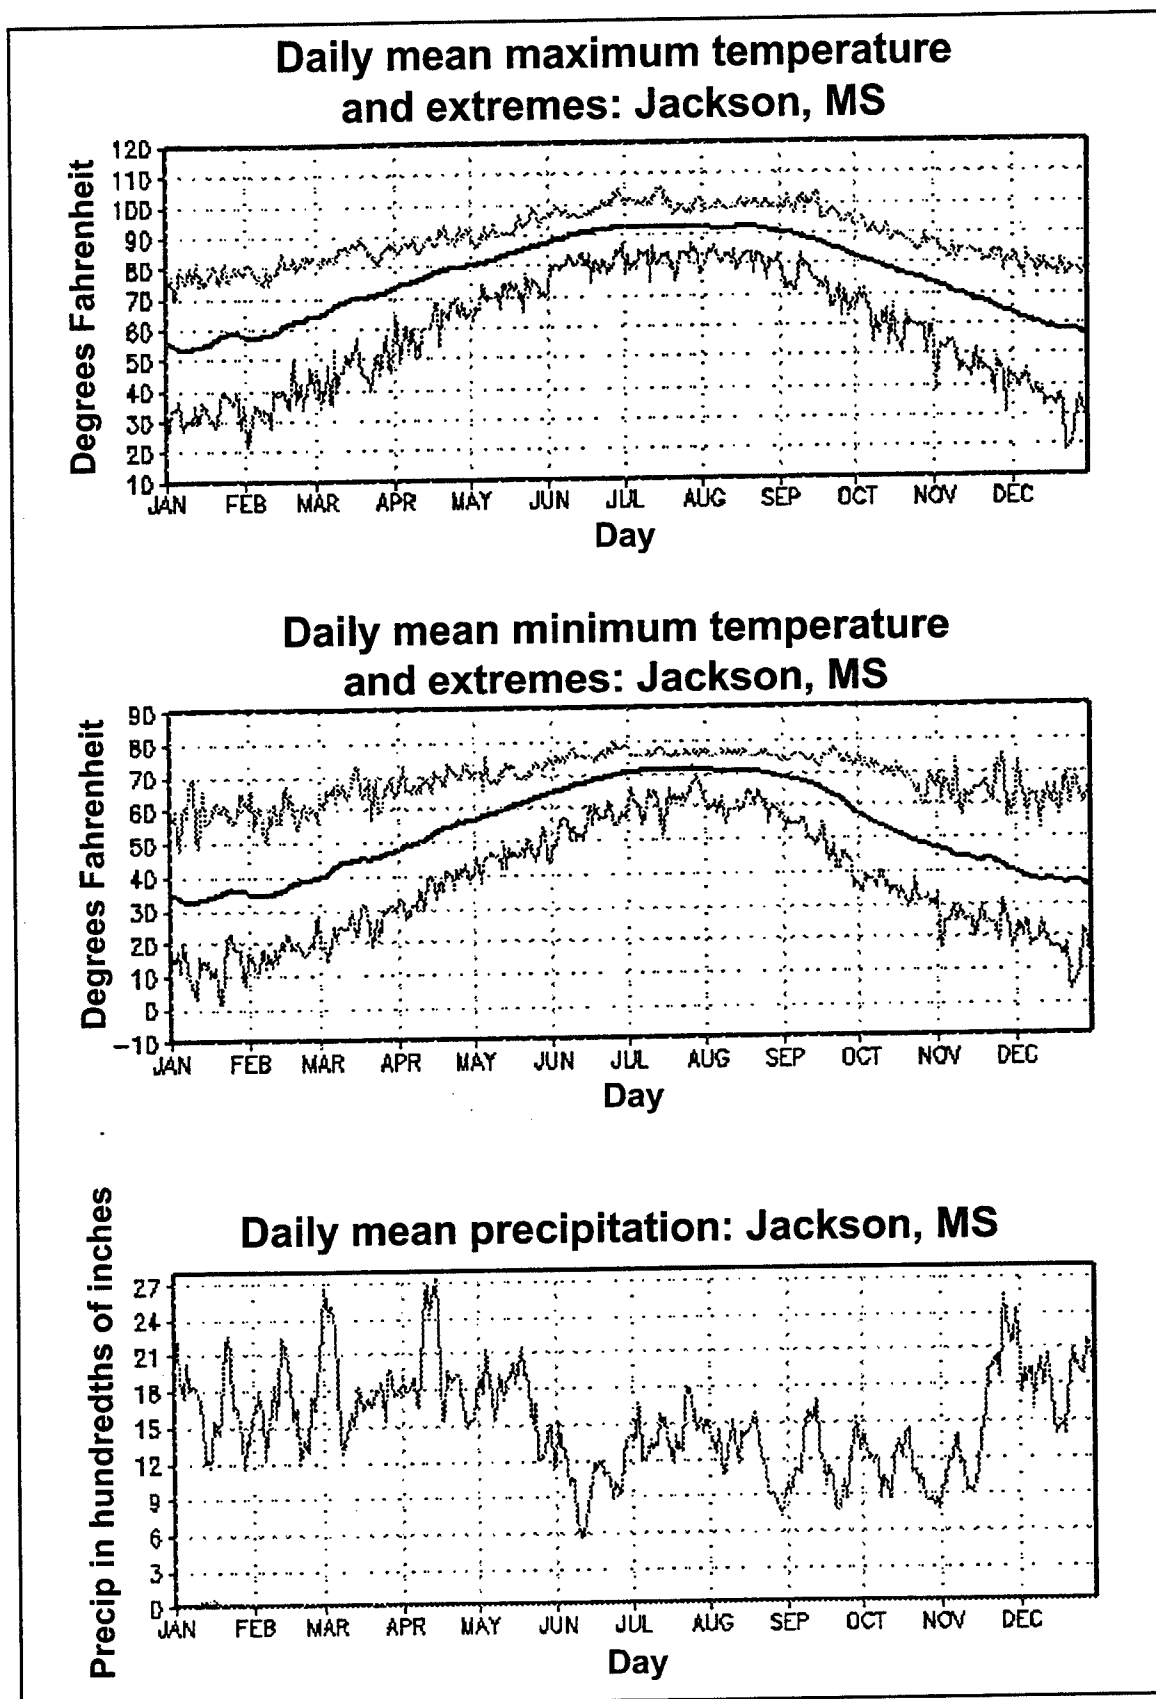 Daily mean maximum temperature
and extremes: Jackson, MS
Degrees Fahrenheit
120
110
100
90
80
70
60
50
40
30
20
10
JAN FEB MAR APR MAY JUN JUL AUG SEP OCT NOV DEC
Day
Daily mean minimum temperature
and extremes: Jackson, MS
Degrees Fahrenheit
90
80
70
60
50
40
30
20
10
0
-10
JAN FEB MAR APR MAY JUN JUL AUG SEP OCT NOV DEC
Day
Daily mean precipitation: Jackson, MS
Precip in hundredths of inches
27
24
21
18
15
12
9
6
3
0
JAN FEB MAR APR MAY JUN JUL AUG SEP OCT NOV DEC
Day